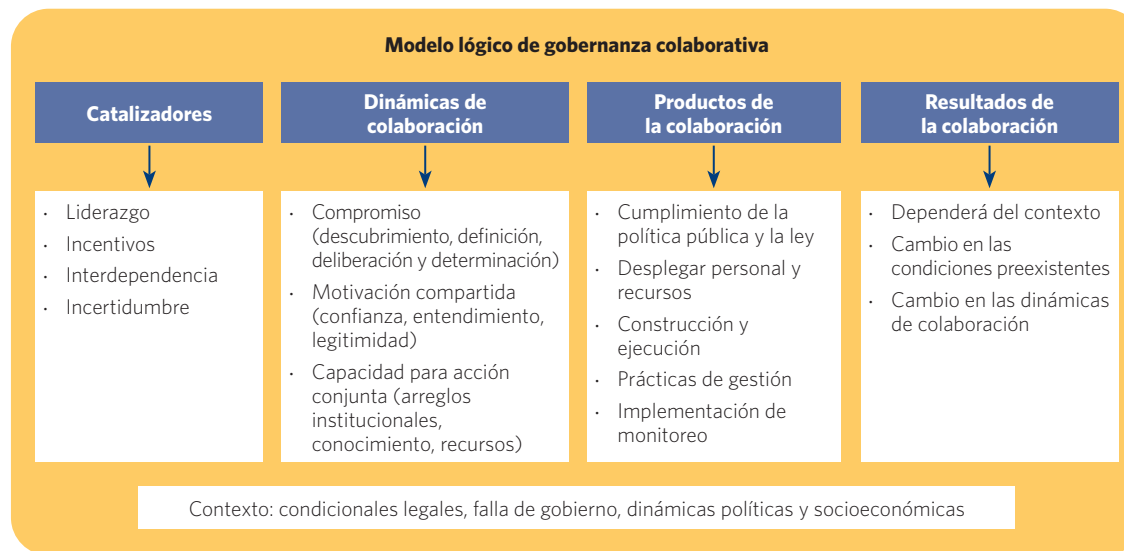 Modelo lógico de gobernanza colaborativa
Catalizadores
· Liderazgo
· Incentivos
· Interdependencia
· Incertidumbre
Dinámicas de
colaboración
· Compromiso
(descubrimiento, definición,
deliberación y determinación)
· Motivación compartida
(confianza, entendimiento,
legitimidad)
· Capacidad para acción
conjunta (arreglos
institucionales,
conocimiento, recursos)
Productos de
la colaboración
· Cumplimiento de la
política pública y la ley
· Desplegar personal y
recursos
· Construcción y
ejecución
· Prácticas de gestión
· Implementación de
monitoreo
Resultados de
la colaboración
· Dependerá del contexto
· Cambio en las
condiciones preexistentes
· Cambio en las dinámicas
de colaboración
Contexto: condicionales legales, falla de gobierno, dinámicas políticas y socioeconómicas